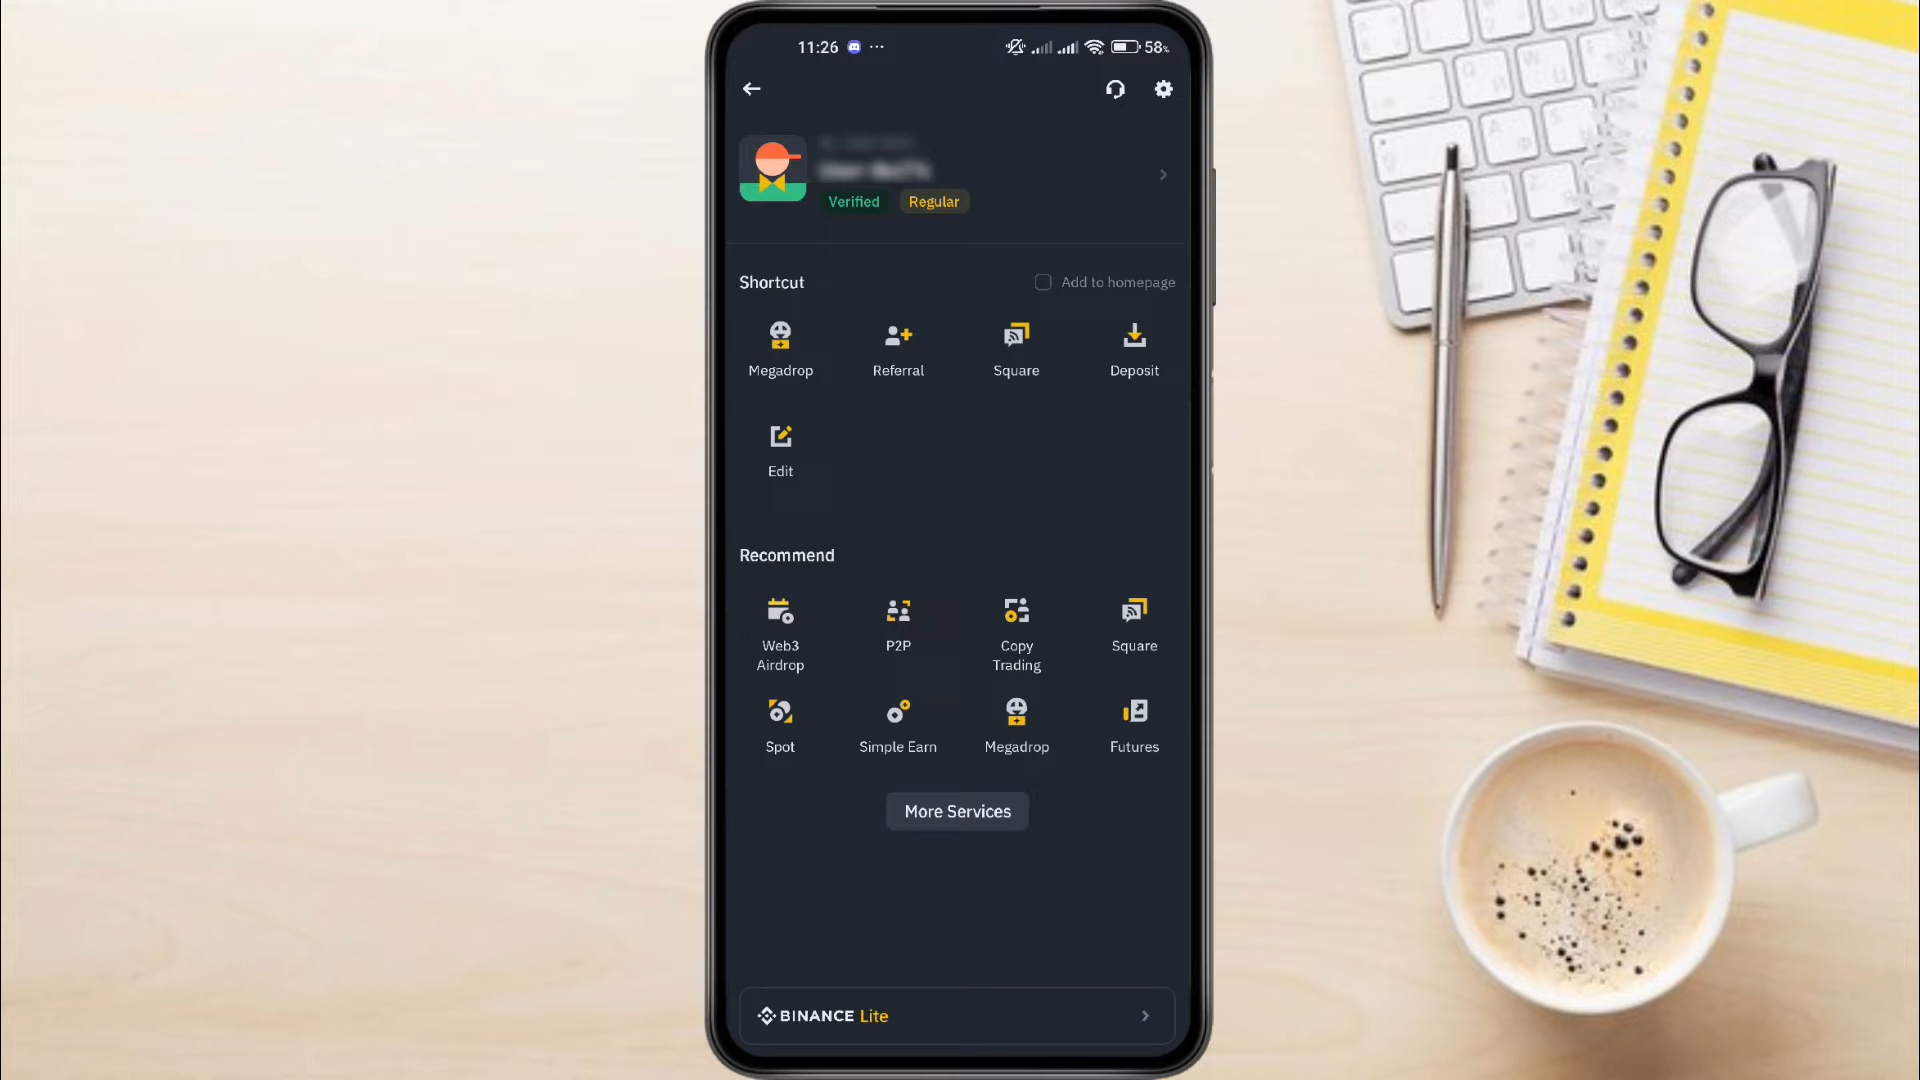 11:26
58%
Verified
Regular
Shortcut
Add to homepage
Megadrop
Referral
Square
Deposit
Edit
Recommend
Web3
Airdrop
P2P
Copy
Trading
Square
Spot
Simple Earn
Megadrop
Futures
More Services
BINANCE Lite